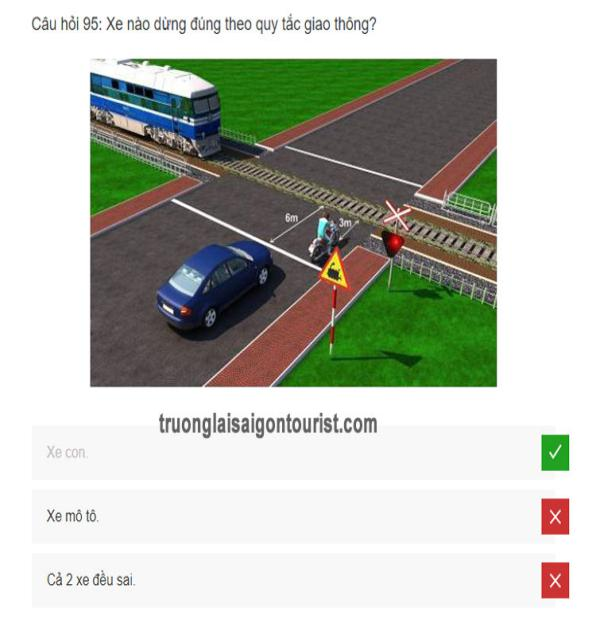 Câu hỏi 95: Xe nào dừng đúng theo quy tắc giao thông?
6m
3m
truonglaisaigontourist.com
Xe con.
Xe mô tô.
Cả 2 xe đều sai.